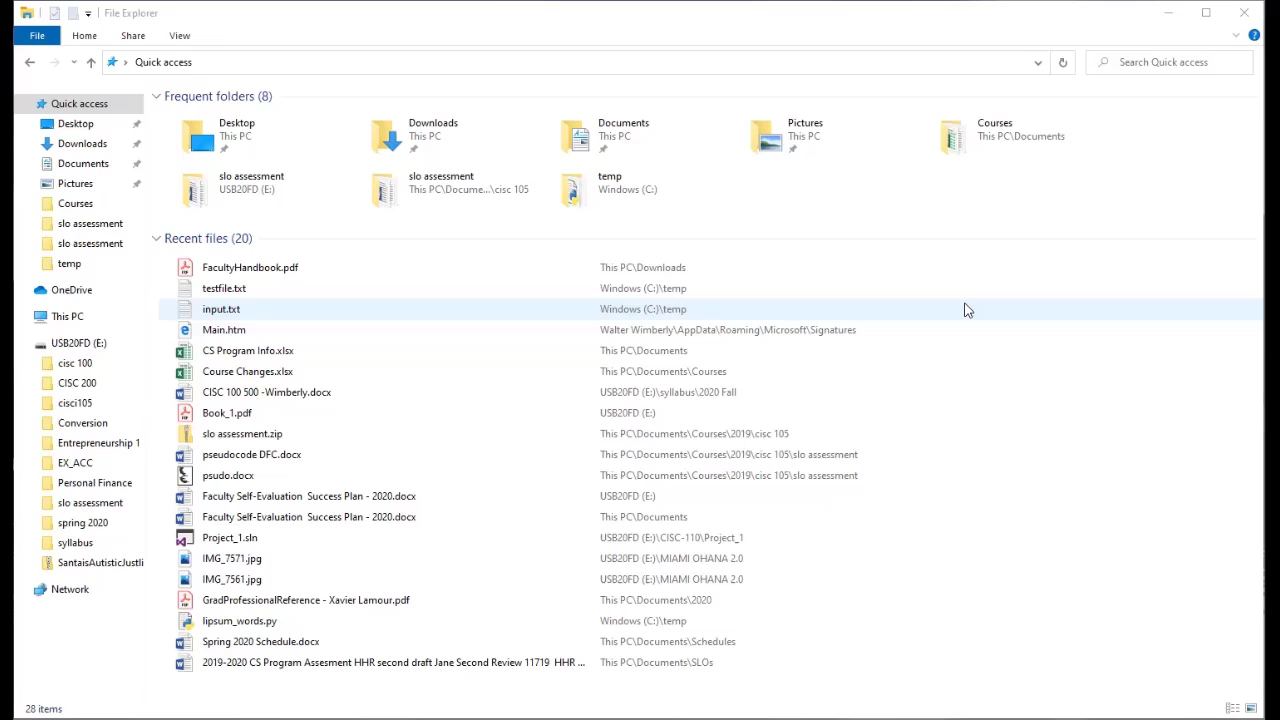 File Explorer
File Home Share View
Quick access
Search Quick access
Quick access
Desktop
Downloads
Documents
Pictures
Courses
slo assessment
slo assessment
temp
OneDrive
This PC
USB20FD (E:)
cisc 100
CISC 200
cisci105
Conversion
Entrepreneurship 1
EX_ACC
Personal Finance
slo assessment
spring 2020
syllabus
SantaisAutisticJustli
Network
Frequent folders (8)
Desktop
This PC
Downloads
This PC
Documents
This PC
Pictures
This PC
Courses
This PC\Documents
slo assessment
USB20FD (E:)
slo assessment
This PC\Docume...\cisc 105
temp
Windows (C:)
Recent files (20)
FacultyHandbook.pdf This PC\Downloads
testfile.txt Windows (C:)\temp
input.txt Windows (C:)\temp
Main.htm Walter Wimberly\AppData\Roaming\Microsoft\Signatures
CS Program Info.xlsx This PC\Documents
Course Changes.xlsx This PC\Documents\Courses
CISC 100 500 -Wimberly.docx USB20FD (E:)\syllabus\2020 Fall
Book_1.pdf USB20FD (E:)
slo assessment.zip This PC\Documents\Courses\2019\cisc 105
pseudocode DFC.docx This PC\Documents\Courses\2019\cisc 105\slo assessment
psudo.docx This PC\Documents\Courses\2019\cisc 105\slo assessment
Faculty Self-Evaluation  Success Plan - 2020.docx USB20FD (E:)
Faculty Self-Evaluation  Success Plan - 2020.docx This PC\Documents
Project_1.sln USB20FD (E:)\CISC-110\Project_1
IMG_7571.jpg USB20FD (E:)\MIAMI OHANA 2.0
IMG_7561.jpg USB20FD (E:)\MIAMI OHANA 2.0
GradProfessionalReference - Xavier Lamour.pdf This PC\Documents\2020
lipsum_words.py Windows (C:)\temp
Spring 2020 Schedule.docx This PC\Documents\Schedules
2019-2020 CS Program Assesment HHR second draft Jane Second Review 11719  HHR ... This PC\Documents\SLOs
28 items